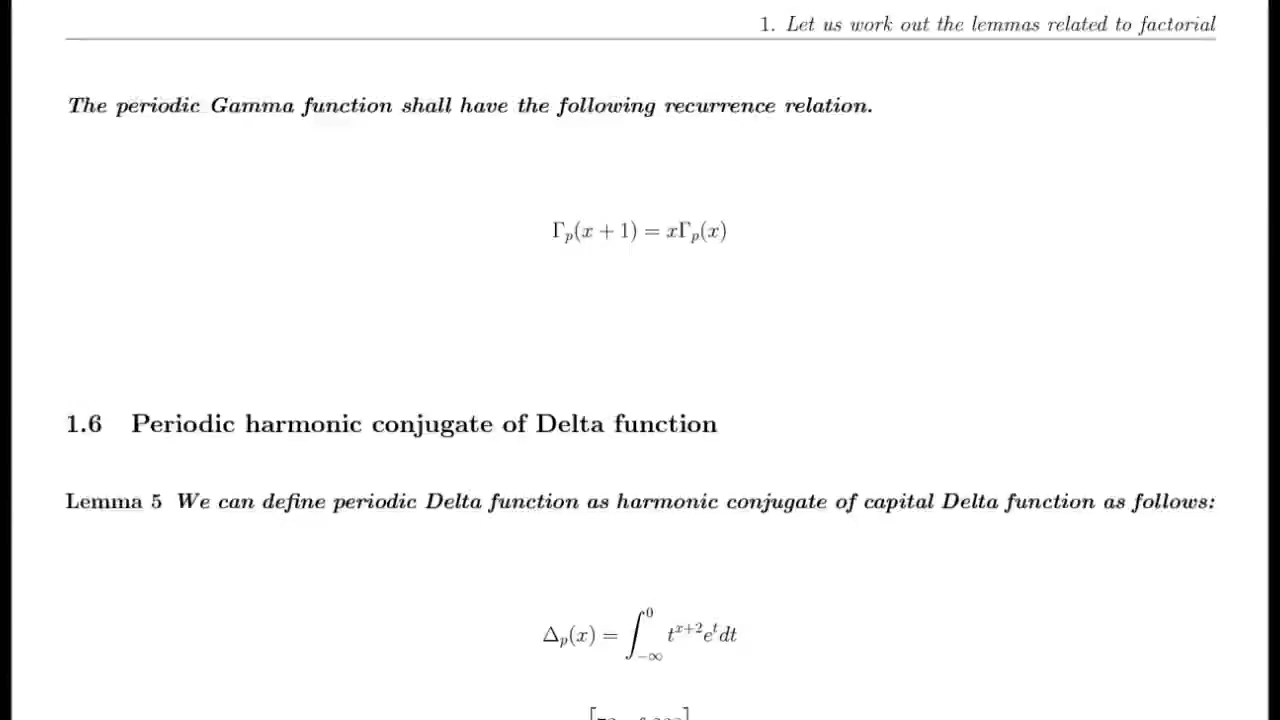 1. Let us work out the lemmas related to factorial
The periodic Gamma function shall have the following recurrence relation.
Γₚ(x + 1) = xΓₚ(x)
1.6 Periodic harmonic conjugate of Delta function
Lemma 5 We can define periodic Delta function as harmonic conjugate of capital Delta function as follows:
Δₚ(x) = ∫_{-∞}^{0} t^{x+2}e^{t}dt